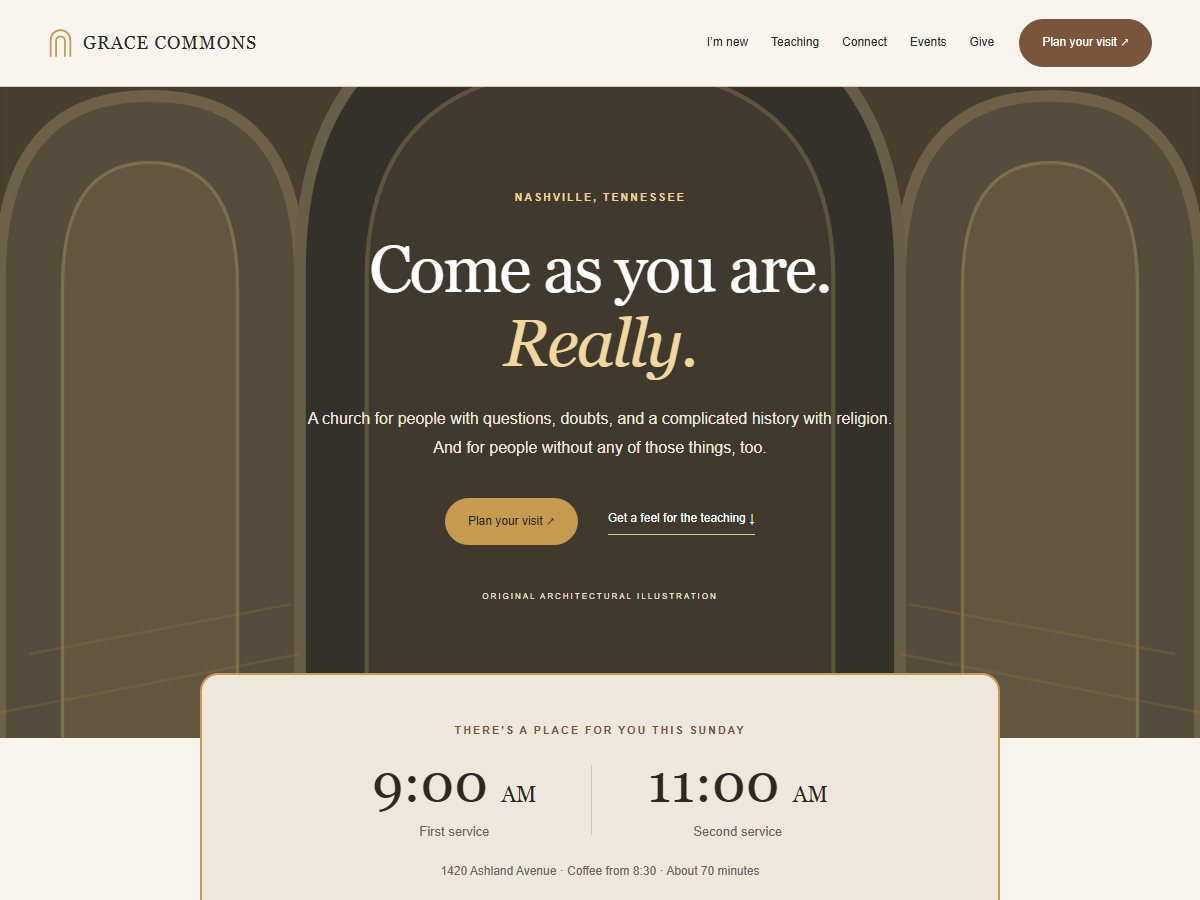 GRACE COMMONS
I'm new
Teaching
Connect
Events
Give
Plan your visit ↗
NASHVILLE, TENNESSEE
Come as you are.
Really.
A church for people with questions, doubts, and a complicated history with religion.
And for people without any of those things, too.
Plan your visit ↗
Get a feel for the teaching ↓
ORIGINAL ARCHITECTURAL ILLUSTRATION
THERE'S A PLACE FOR YOU THIS SUNDAY
9:00 AM
First service
11:00 AM
Second service
1420 Ashland Avenue · Coffee from 8:30 · About 70 minutes